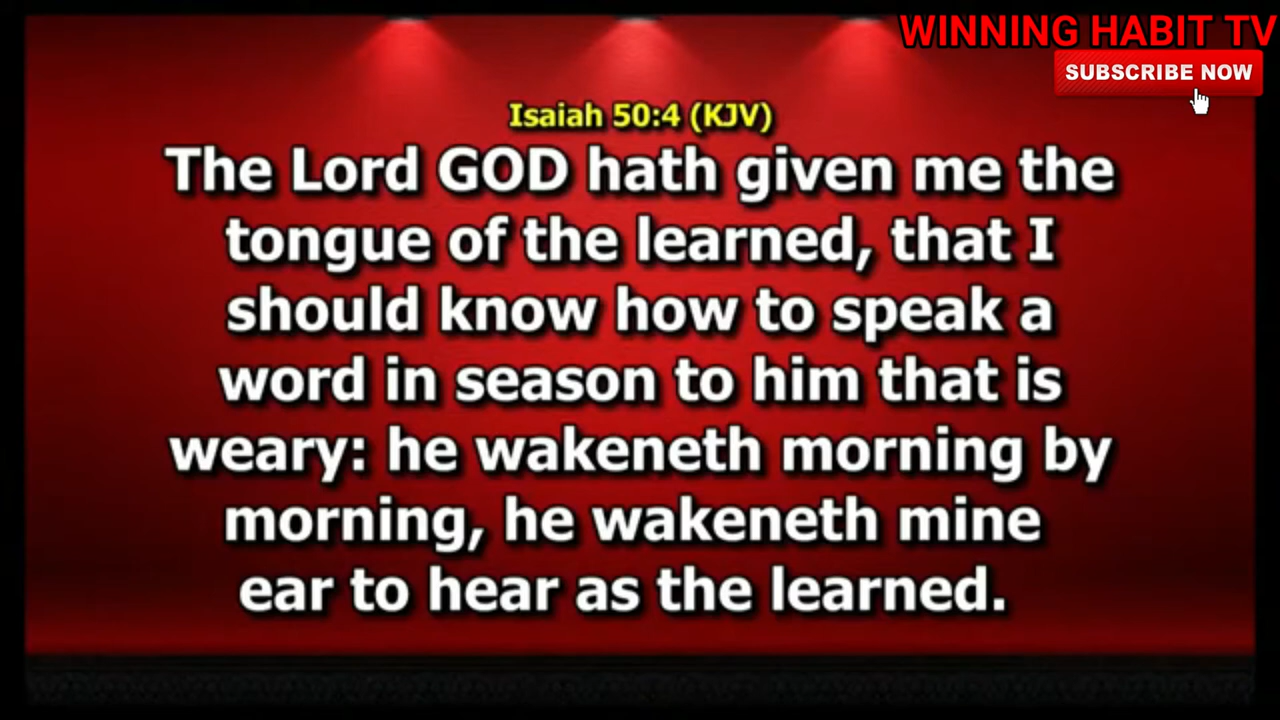 WINNING HABIT TV
SUBSCRIBE NOW
Isaiah 50:4 (KJV)
The Lord GOD hath given me the
tongue of the learned, that I
should know how to speak a
word in season to him that is
weary: he wakeneth morning by
morning, he wakeneth mine
ear to hear as the learned.